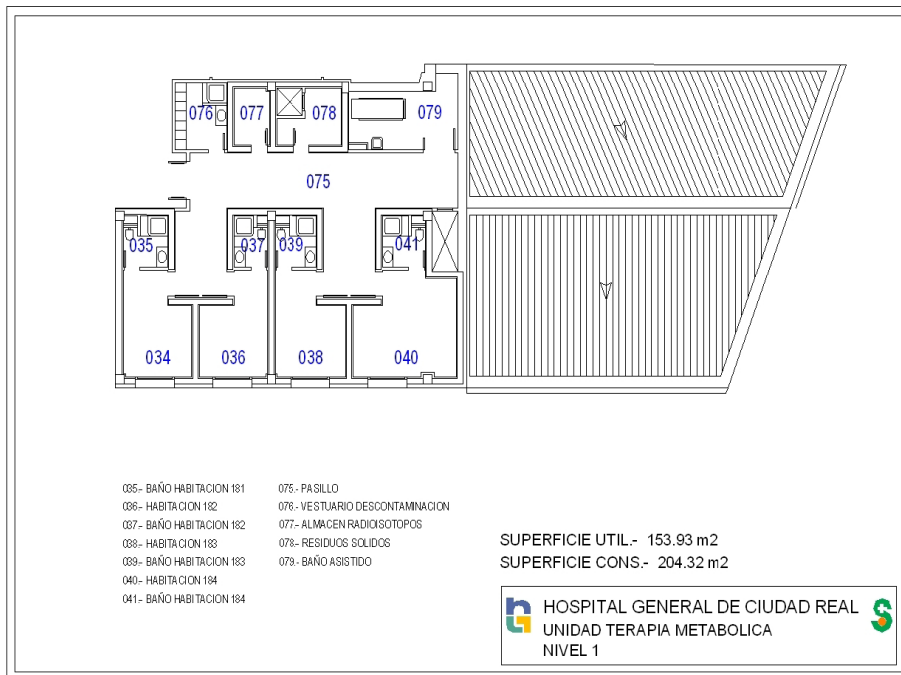 076
077
078
079
075
035
037
039
041
034
036
038
040
035.- BAÑO HABITACION 181
036.- HABITACION 182
037.- BAÑO HABITACION 182
038.- HABITACION 183
039.- BAÑO HABITACION 183
040.- HABITACION 184
041.- BAÑO HABITACION 184
075.- PASILLO
076.- VESTUARIO DESCONTAMINACION
077.- ALMACEN RADIOISOTOPOS
078.- RESIDUOS SOLIDOS
079.- BAÑO ASISTIDO
SUPERFICIE UTIL.- 153.93 m2
SUPERFICIE CONS.- 204.32 m2
HOSPITAL GENERAL DE CIUDAD REAL
UNIDAD TERAPIA METABOLICA
NIVEL 1